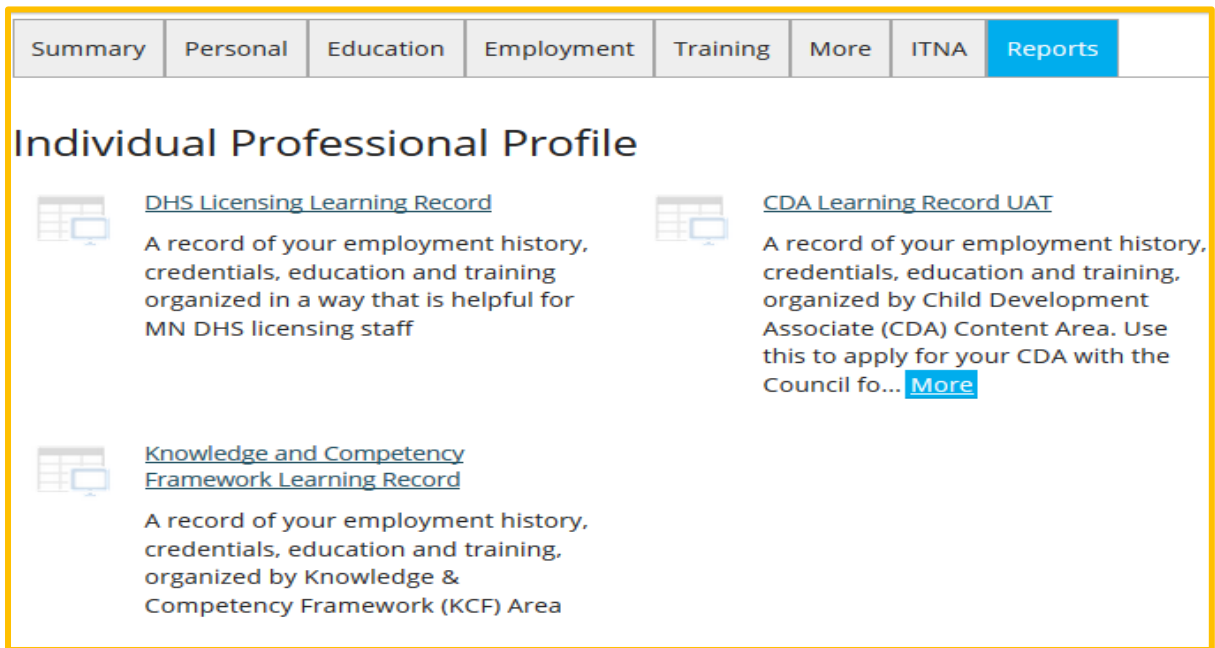 Summary Personal Education Employment Training More ITNA Reports
Individual Professional Profile
DHS Licensing Learning Record
A record of your employment history,
credentials, education and training
organized in a way that is helpful for
MN DHS licensing staff
CDA Learning Record UAT
A record of your employment history,
credentials, education and training,
organized by Child Development
Associate (CDA) Content Area. Use
this to apply for your CDA with the
Council fo... More
Knowledge and Competency
Framework Learning Record
A record of your employment history,
credentials, education and training,
organized by Knowledge &
Competency Framework (KCF) Area